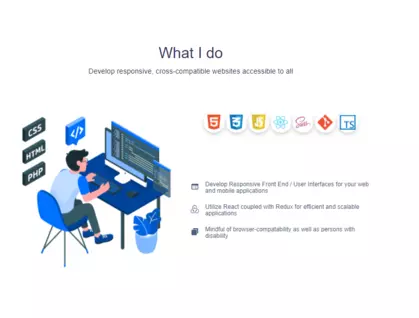 What I do
Develop responsive, cross-compatible websites accessible to all
CSS
</>
HTML
PHP
TS
Develop Responsive Front End / User Interfaces for your web
and mobile applications
Utilize React coupled with Redux for efficient and scalable
applications
Mindful of browser-compatability as well as persons with
disability